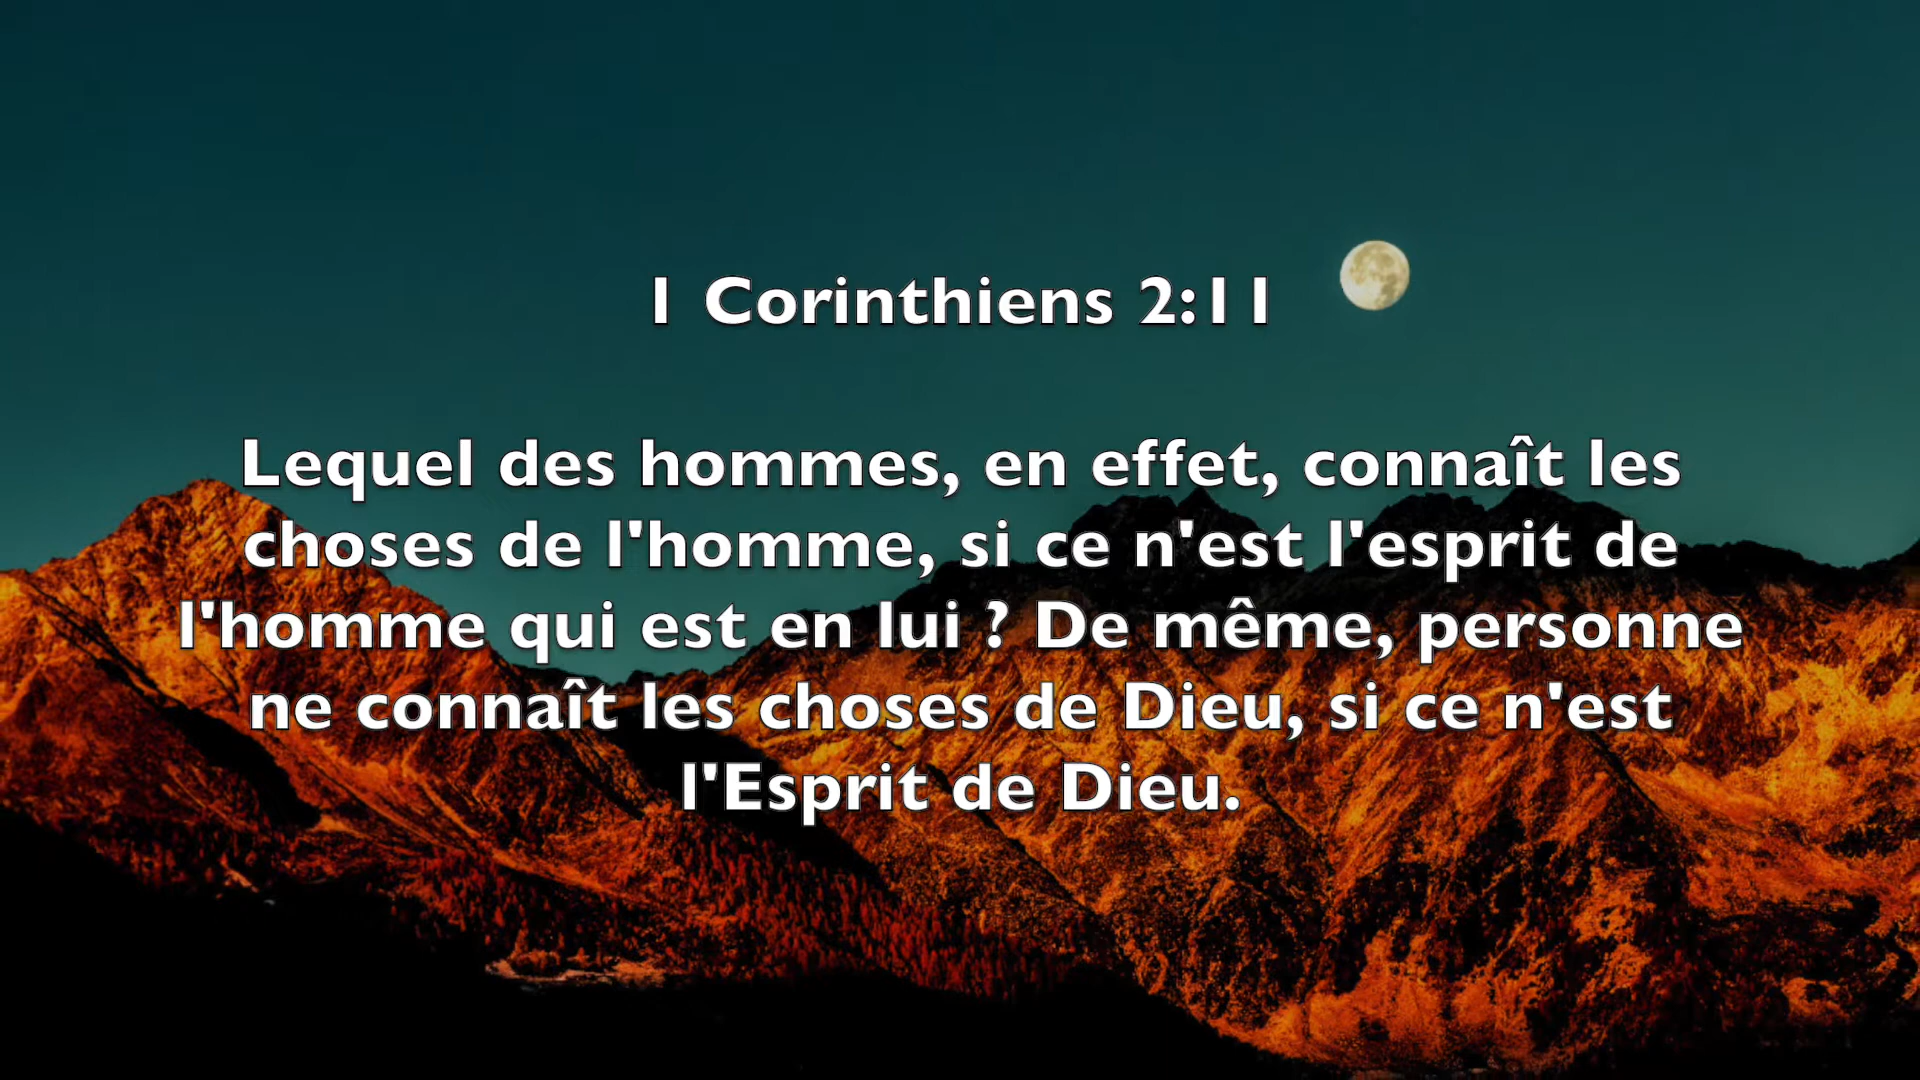 1 Corinthiens 2:11
Lequel des hommes, en effet, connaît les
choses de l'homme, si ce n'est l'esprit de
l'homme qui est en lui ? De même, personne
ne connaît les choses de Dieu, si ce n'est
l'Esprit de Dieu.